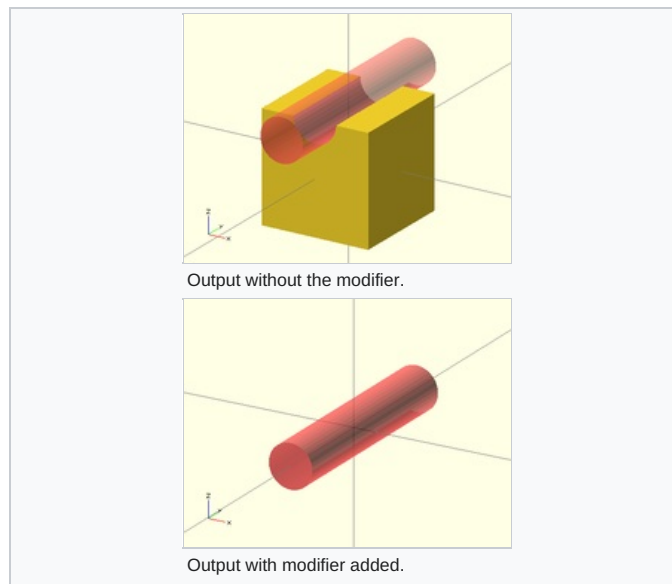 z
y
x
Output without the modifier.
z
y
x
Output with modifier added.